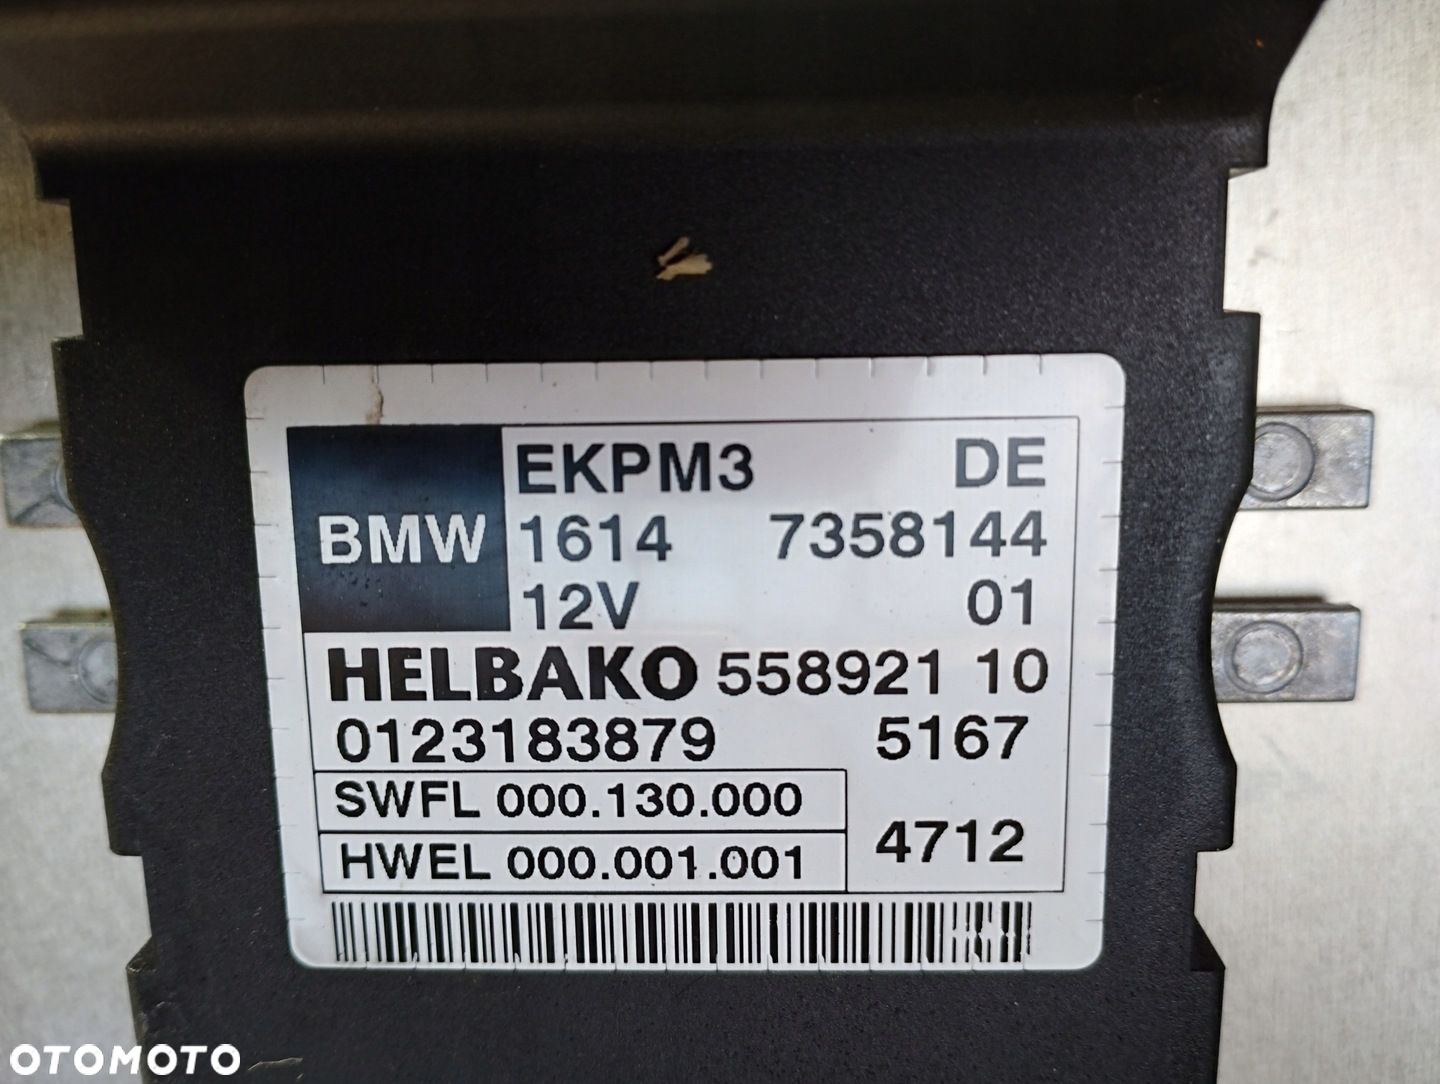 EKPM3 DE
BMW 1614 7358144
12V 01
HELBAKO 558921 10
0123183879 5167
SWFL 000.130.000
4712
HWEL 000.001.001
OTOMOTO